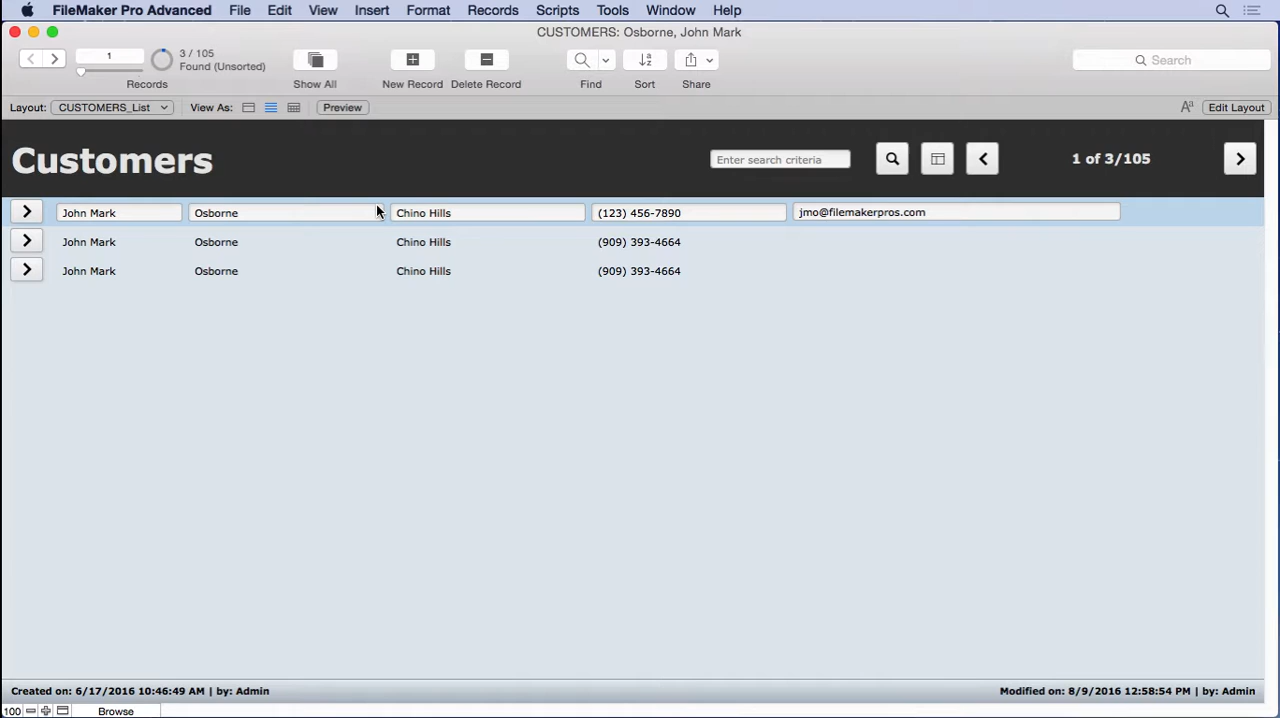 FileMaker Pro Advanced File Edit View Insert Format Records Scripts Tools Window Help
CUSTOMERS: Osborne, John Mark
1
3 / 105
Found (Unsorted)
Search
Records Show All New Record Delete Record Find Sort Share
Layout: CUSTOMERS_List View As: Preview Aa Edit Layout
Customers Enter search criteria 1 of 3/105
John Mark Osborne Chino Hills (123) 456-7890 jmo@filemakerpros.com
John Mark Osborne Chino Hills (909) 393-4664
John Mark Osborne Chino Hills (909) 393-4664
Created on: 6/17/2016 10:46:49 AM | by: Admin Modified on: 8/9/2016 12:58:54 PM | by: Admin
100 Browse